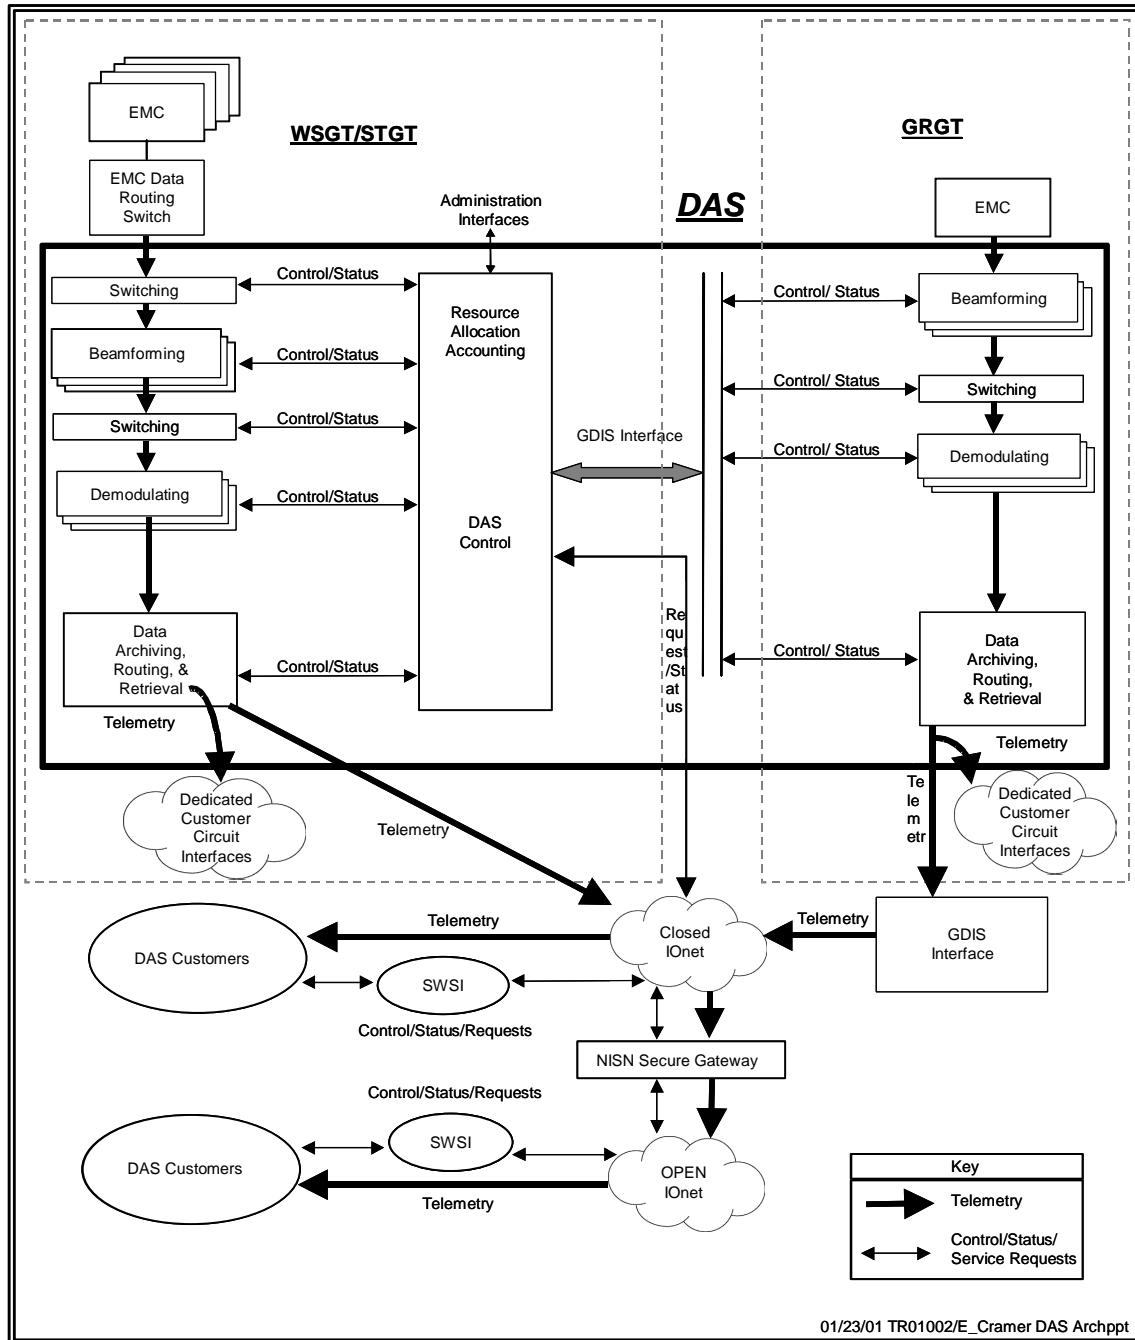 EMC
WSGT/STGT
GRGT
EMC Data
Routing
Switch
Administration
Interfaces
DAS
EMC
Switching
Control/Status
Resource
Allocation
Accounting
Control/ Status
Beamforming
Beamforming
Control/Status
Control/ Status
Switching
Switching
Control/Status
GDIS Interface
Control/ Status
Demodulating
Demodulating
Control/Status
DAS
Control
Re
qu
est
/St
at
us
Data
Archiving,
Routing, &
Retrieval
Control/Status
Control/ Status
Data
Archiving,
Routing,
& Retrieval
Telemetry
Telemetry
Dedicated
Customer
Circuit
Interfaces
Telemetry
Te
le
m
etr
Dedicated
Customer
Circuit
Interfaces
DAS Customers
Telemetry
Closed
IOnet
Telemetry
GDIS
Interface
SWSI
Control/Status/Requests
NISN Secure Gateway
Control/Status/Requests
DAS Customers
SWSI
Telemetry
OPEN
IOnet
Key
Telemetry
Control/Status/
Service Requests
01/23/01 TR01002/E_Cramer DAS Archppt